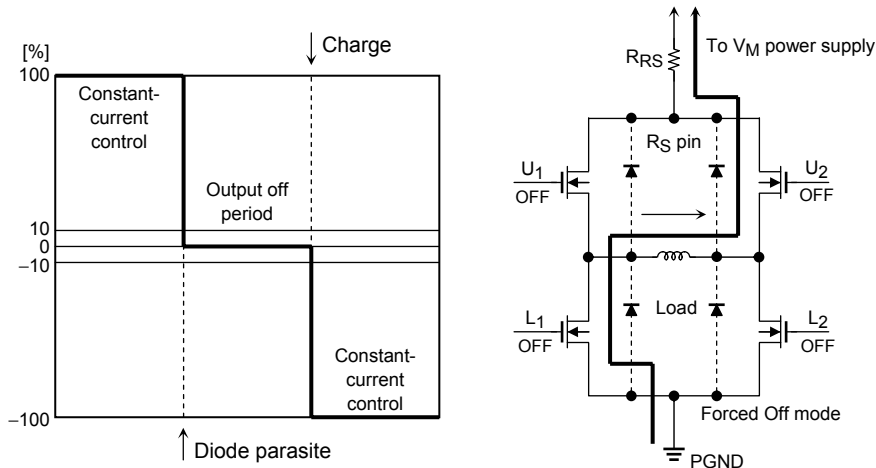 [%]
100
10
0
–10
–100
Constant-
current
control
Output off
period
Constant-
current
control
Charge
Diode parasite
RRS
To VM power supply
RS pin
U1
OFF
U2
OFF
Load
L1
OFF
L2
OFF
Forced Off mode
PGND